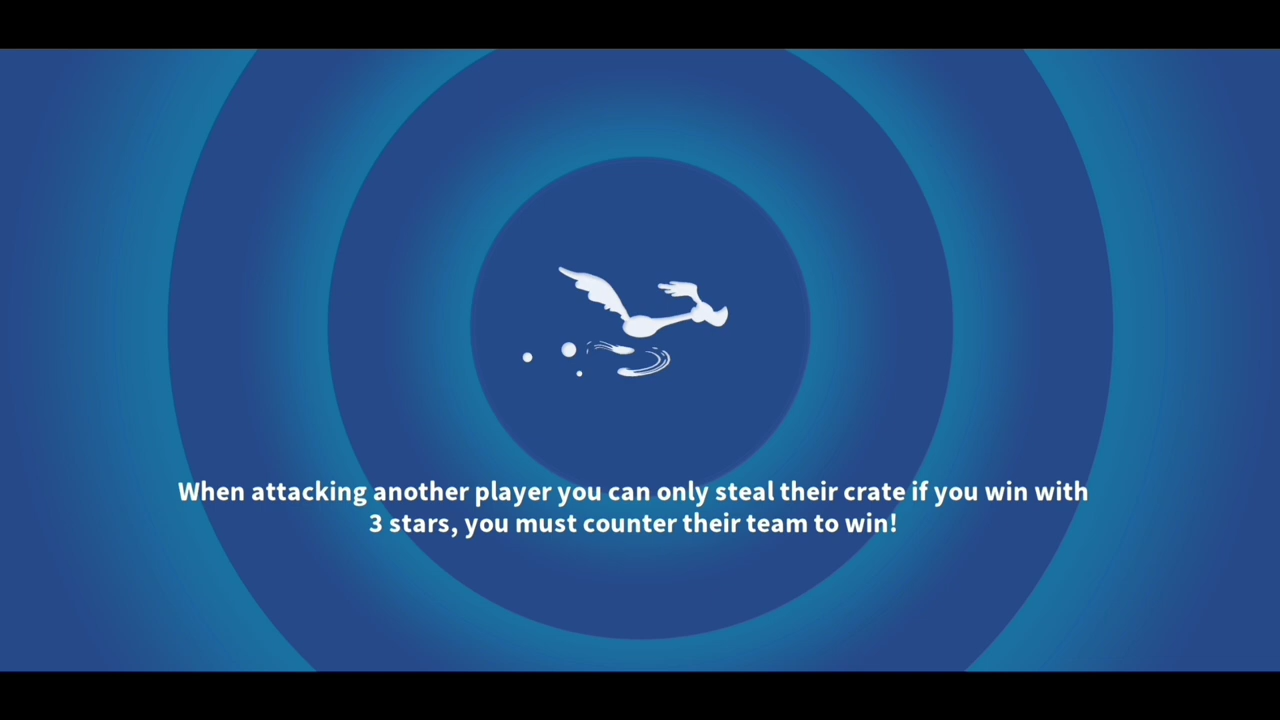 When attacking another player you can only steal their crate if you win with
3 stars, you must counter their team to win!